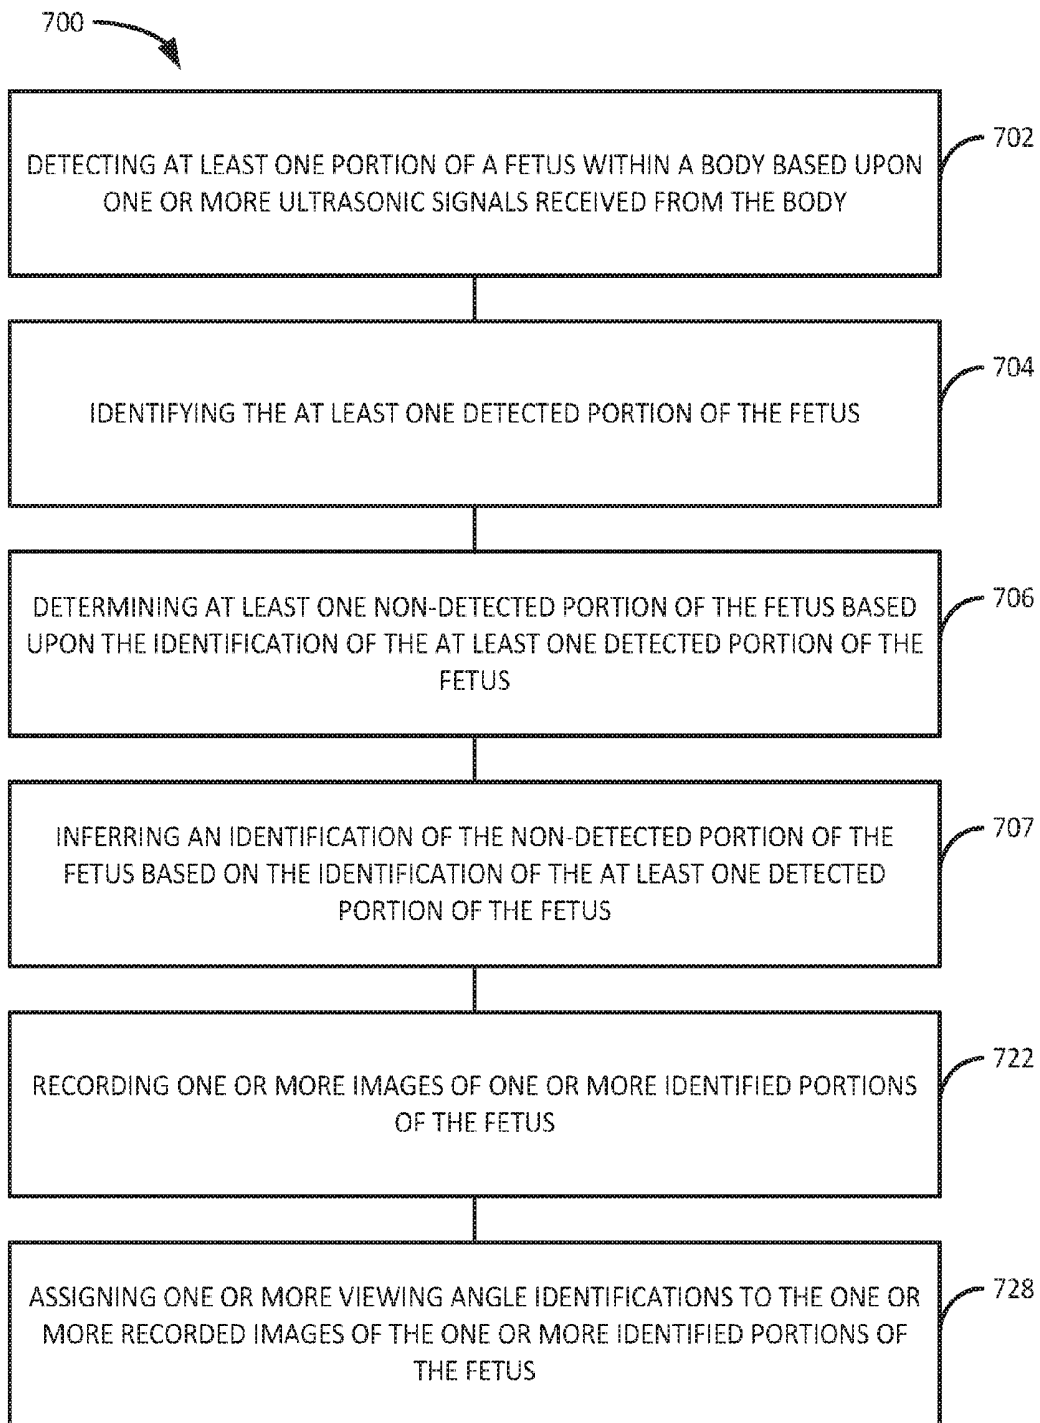 700
DETECTING AT LEAST ONE PORTION OF A FETUS WITHIN A BODY BASED UPON
ONE OR MORE ULTRASONIC SIGNALS RECEIVED FROM THE BODY
702
IDENTIFYING THE AT LEAST ONE DETECTED PORTION OF THE FETUS
704
DETERMINING AT LEAST ONE NON-DETECTED PORTION OF THE FETUS BASED
UPON THE IDENTIFICATION OF THE AT LEAST ONE DETECTED PORTION OF THE
FETUS
706
INFERRING AN IDENTIFICATION OF THE NON-DETECTED PORTION OF THE
FETUS BASED ON THE IDENTIFICATION OF THE AT LEAST ONE DETECTED
PORTION OF THE FETUS
707
RECORDING ONE OR MORE IMAGES OF ONE OR MORE IDENTIFIED PORTIONS
OF THE FETUS
722
ASSIGNING ONE OR MORE VIEWING ANGLE IDENTIFICATIONS TO THE ONE OR
MORE RECORDED IMAGES OF THE ONE OR MORE IDENTIFIED PORTIONS OF
THE FETUS
728